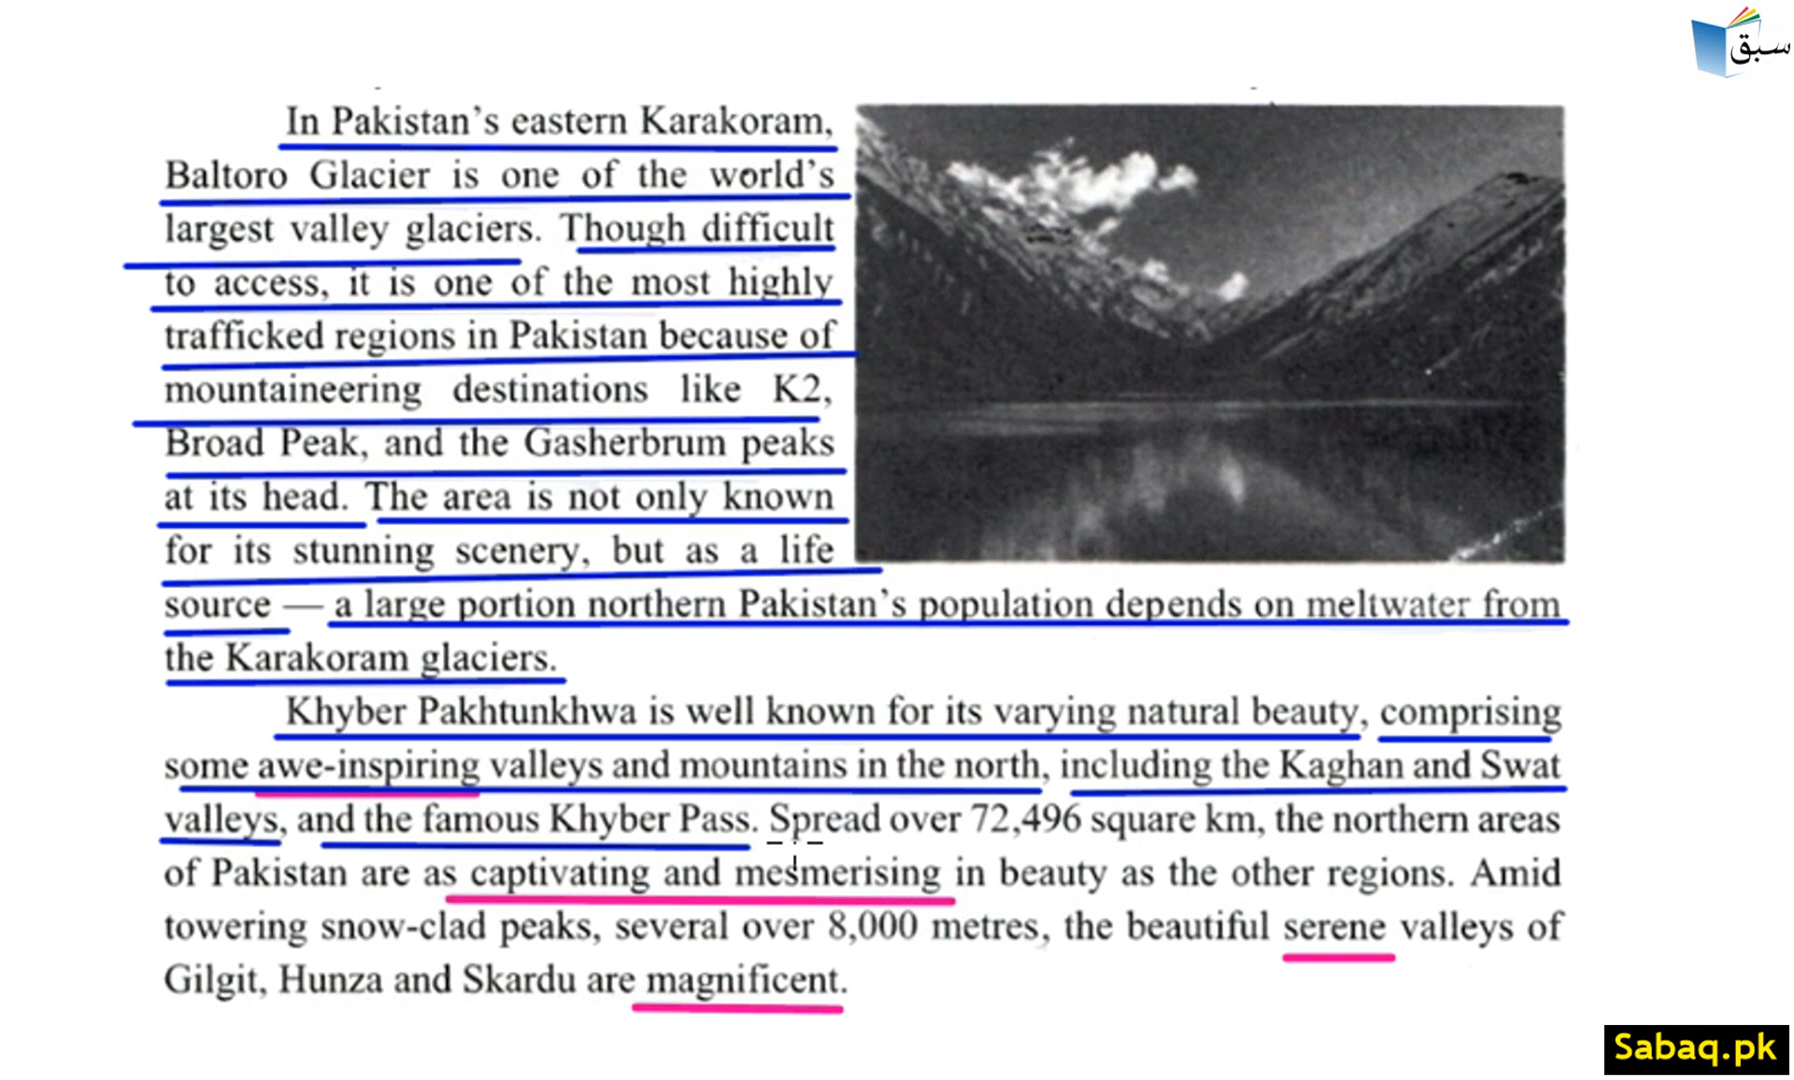 سبق
In Pakistan's eastern Karakoram,
Baltoro Glacier is one of the world's
largest valley glaciers. Though difficult
to access, it is one of the most highly
trafficked regions in Pakistan because of
mountaineering destinations like K2,
Broad Peak, and the Gasherbrum peaks
at its head. The area is not only known
for its stunning scenery, but as a life
source — a large portion northern Pakistan's population depends on meltwater from
the Karakoram glaciers.
Khyber Pakhtunkhwa is well known for its varying natural beauty, comprising
some awe-inspiring valleys and mountains in the north, including the Kaghan and Swat
valleys, and the famous Khyber Pass. Spread over 72,496 square km, the northern areas
of Pakistan are as captivating and mesmerising in beauty as the other regions. Amid
towering snow-clad peaks, several over 8,000 metres, the beautiful serene valleys of
Gilgit, Hunza and Skardu are magnificent.
Sabaq.pk